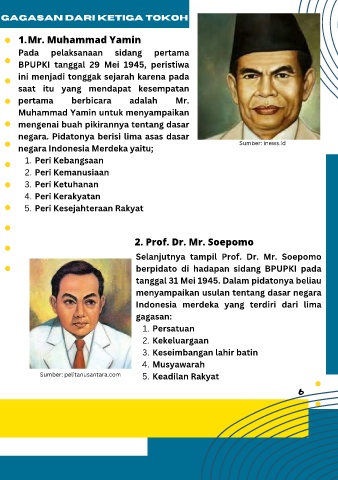 GAGASAN DARI KETIGA TOKOH
1.Mr. Muhammad Yamin
Pada pelaksanaan sidang pertama
BPUPKI tanggal 29 Mei 1945, peristiwa
ini menjadi tonggak sejarah karena pada
saat itu yang mendapat kesempatan
pertama berbicara adalah Mr.
Muhammad Yamin untuk menyampaikan
mengenai buah pikirannya tentang dasar
negara. Pidatonya berisi lima asas dasar
negara Indonesia Merdeka yaitu;
1. Peri Kebangsaan
2. Peri Kemanusiaan
3. Peri Ketuhanan
4. Peri Kerakyatan
5. Peri Kesejahteraan Rakyat
Sumber: inews.id
2. Prof. Dr. Mr. Soepomo
Selanjutnya tampil Prof. Dr. Mr. Soepomo
berpidato di hadapan sidang BPUPKI pada
tanggal 31 Mei 1945. Dalam pidatonya beliau
menyampaikan usulan tentang dasar negara
Indonesia merdeka yang terdiri dari lima
gagasan:
1. Persatuan
2. Kekeluargaan
3. Keseimbangan lahir batin
4. Musyawarah
5. Keadilan Rakyat
Sumber: pelitanusantara.com
6